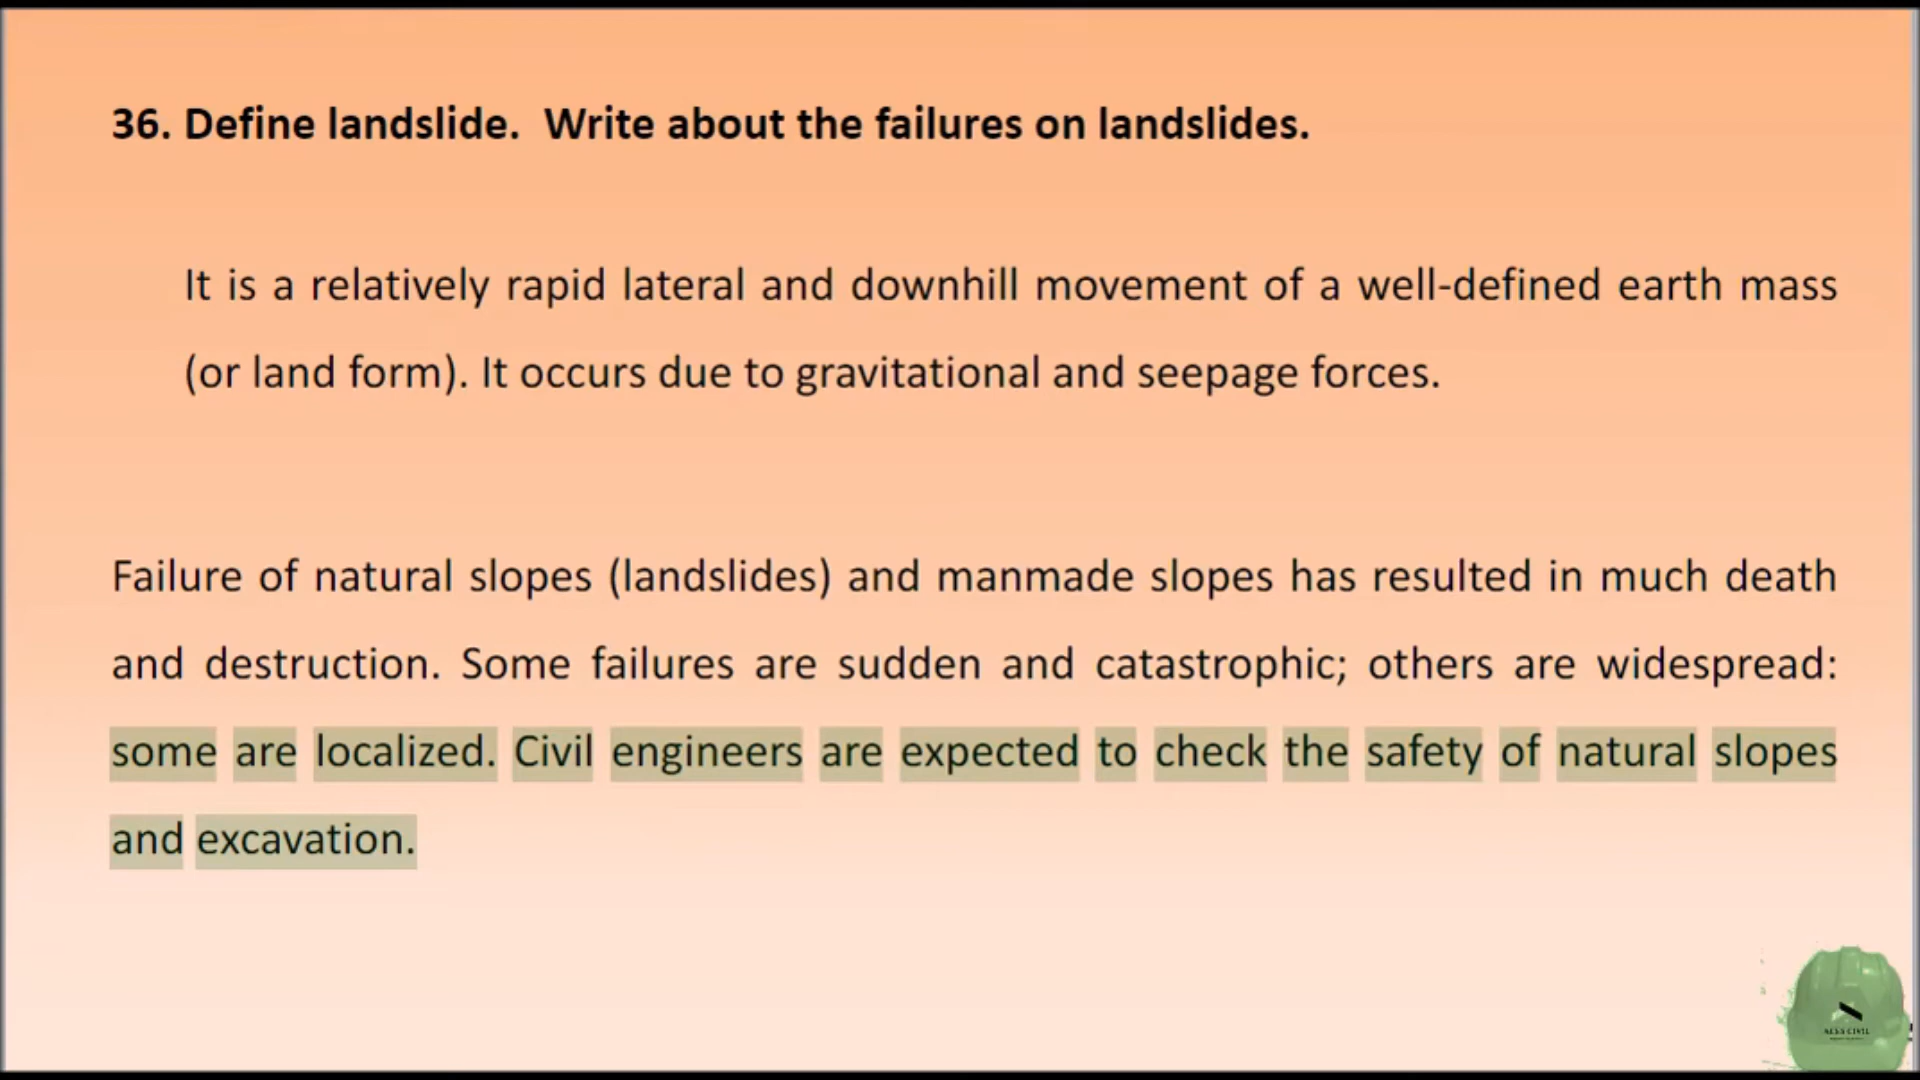 36. Define landslide. Write about the failures on landslides.
It is a relatively rapid lateral and downhill movement of a well-defined earth mass
(or land form). It occurs due to gravitational and seepage forces.
Failure of natural slopes (landslides) and manmade slopes has resulted in much death
and destruction. Some failures are sudden and catastrophic; others are widespread:
some are localized. Civil engineers are expected to check the safety of natural slopes
and excavation.